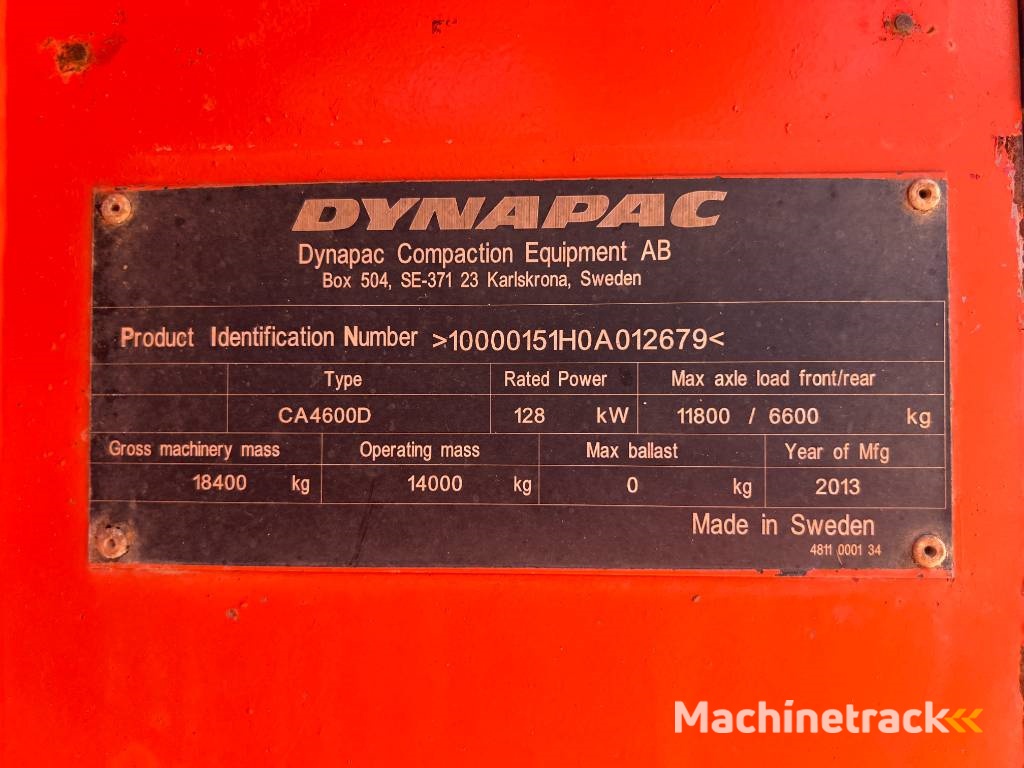 DYNAPAC
Dynapac Compaction Equipment AB
Box 504, SE-371 23 Karlskrona, Sweden
Product Identification Number >10000151H0A012679<
Type Rated Power Max axle load front/rear
CA4600D 128 kW 11800 / 6600 kg
Gross machinery mass Operating mass Max ballast Year of Mfg
18400 kg 14000 kg 0 kg 2013
Made in Sweden
4811 0001 34
Machinetrack